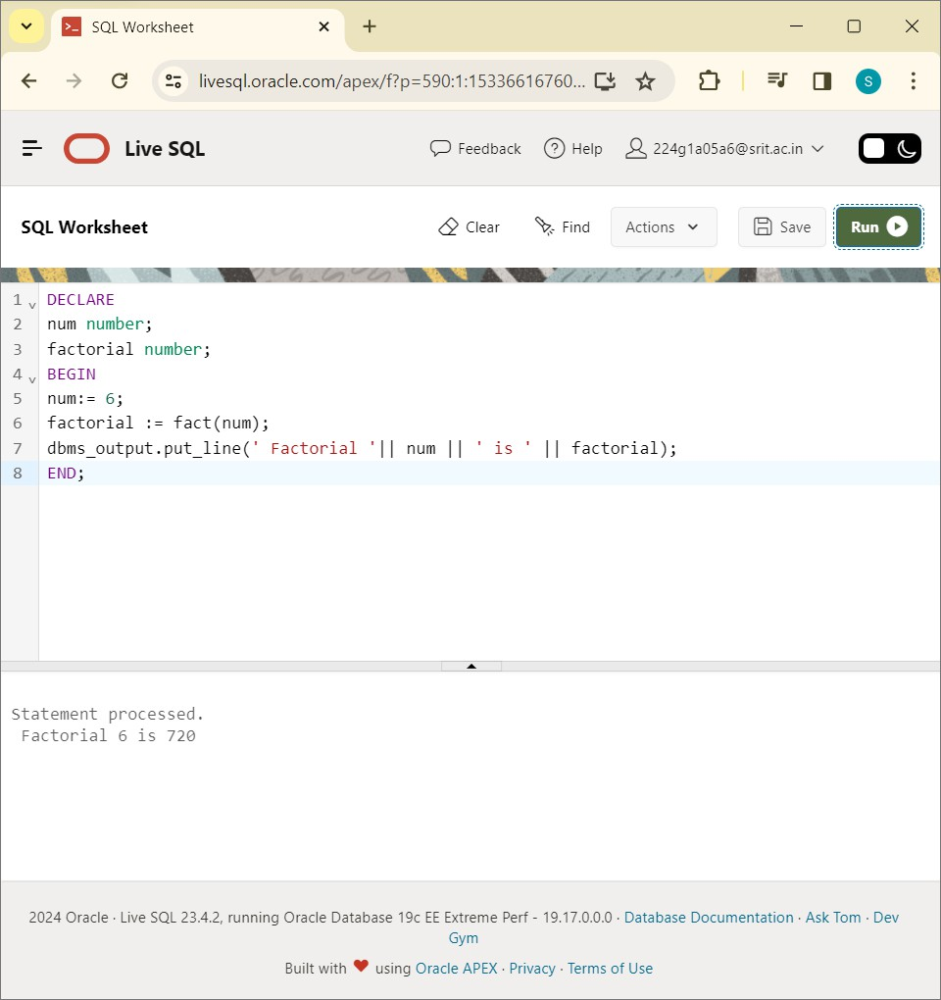 SQL Worksheet
livesql.oracle.com/apex/f?p=590:1:15336616760...
S
Live SQL
Feedback
Help
224g1a05a6@srit.ac.in
SQL Worksheet
Clear
Find
Actions
Save
Run
1 DECLARE
2 num number;
3 factorial number;
4 BEGIN
5 num:= 6;
6 factorial := fact(num);
7 dbms_output.put_line(' Factorial '|| num || ' is ' || factorial);
8 END;
Statement processed.
Factorial 6 is 720
2024 Oracle · Live SQL 23.4.2, running Oracle Database 19c EE Extreme Perf - 19.17.0.0.0 · Database Documentation · Ask Tom · Dev
Gym
Built with ❤ using Oracle APEX · Privacy · Terms of Use